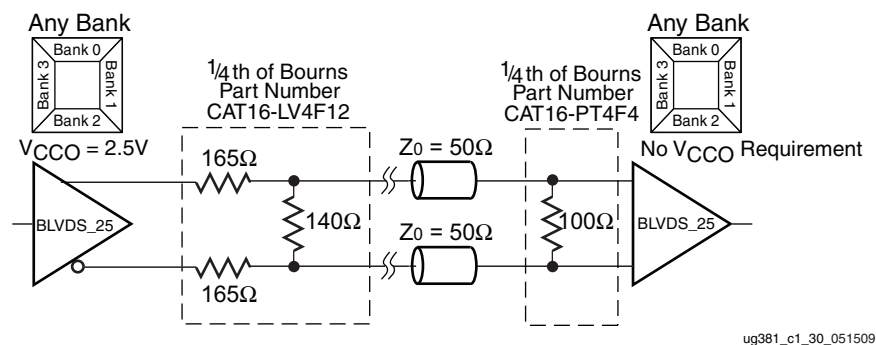 Any Bank
Bank 0
Bank 3
Bank 1
Bank 2
VCCO = 2.5V
BLVDS_25
1/4th of Bourns
Part Number
CAT16-LV4F12
165Ω
140Ω
165Ω
Z0 = 50Ω
Z0 = 50Ω
1/4th of Bourns
Part Number
CAT16-PT4F4
100Ω
Any Bank
Bank 0
Bank 3
Bank 1
Bank 2
No VCCO Requirement
BLVDS_25
ug381_c1_30_051509